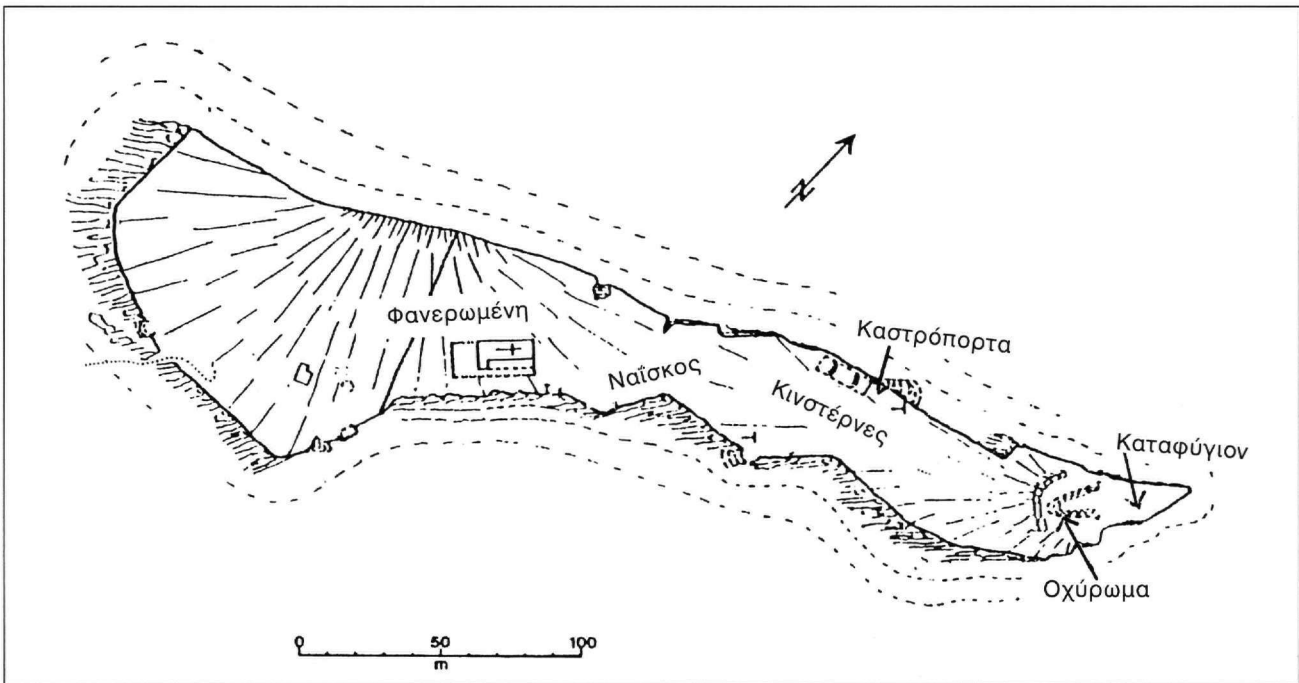 N
Φανερωμένη
Καστρόπορτα
Ναΐσκος
Κινστέρνες
Καταφύγιον
Οχύρωμα
0 50 100
m